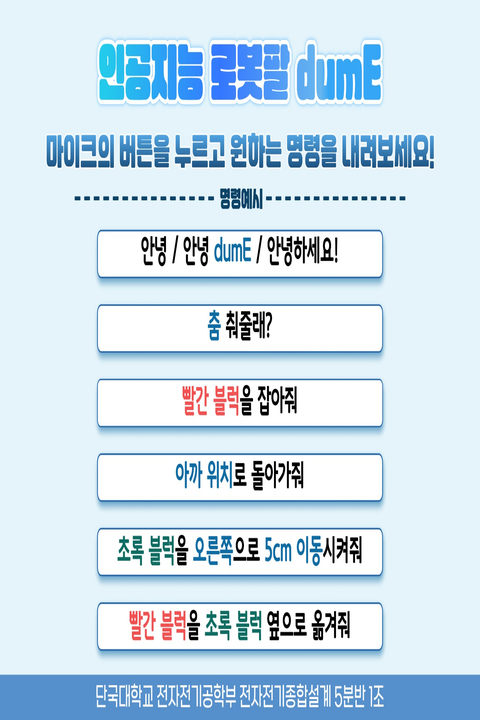 인공지능 로봇팔 dumE
마이크의 버튼을 누르고 원하는 명령을 내려보세요!
명령예시
안녕 / 안녕 dumE / 안녕하세요!
춤 춰줄래?
빨간 블럭을 잡아줘
아까 위치로 돌아가줘
초록 블럭을 오른쪽으로 5cm 이동시켜줘
빨간 블럭을 초록 블럭 옆으로 옮겨줘
단국대학교 전자전기공학부 전자전기종합설계 5분반 1조